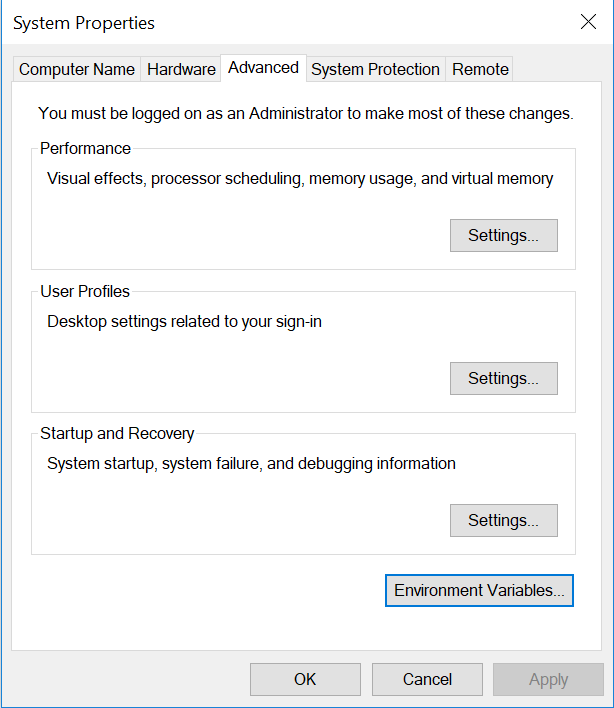 System Properties
Computer Name Hardware Advanced System Protection Remote
You must be logged on as an Administrator to make most of these changes.
Performance
Visual effects, processor scheduling, memory usage, and virtual memory
Settings...
User Profiles
Desktop settings related to your sign-in
Settings...
Startup and Recovery
System startup, system failure, and debugging information
Settings...
Environment Variables...
OK Cancel Apply